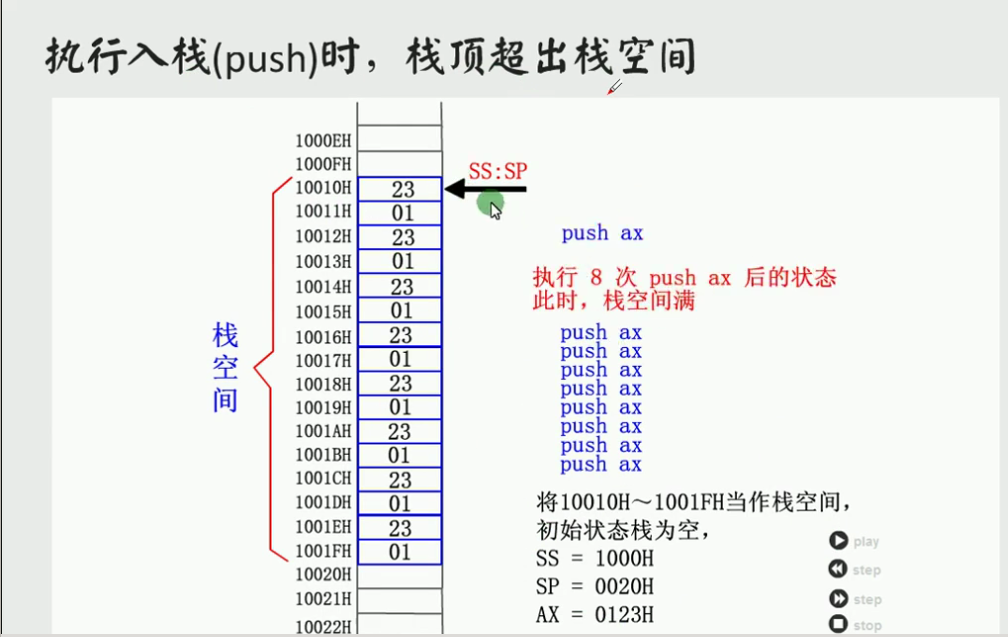 执行入栈(push)时，栈顶超出栈空间
1000EH
1000FH
SS:SP
10010H 23
10011H 01
10012H 23
push ax
10013H 01
10014H 23
执行 8 次 push ax 后的状态
此时，栈空间满
10015H 01
10016H 23
10017H 01
10018H 23
10019H 01
1001AH 23
1001BH 01
1001CH 23
1001DH 01
1001EH 23
1001FH 01
10020H
10021H
10022H
栈
空
间
push ax
push ax
push ax
push ax
push ax
push ax
push ax
push ax
将10010H～1001FH当作栈空间，
初始状态栈为空，
SS = 1000H
SP = 0020H
AX = 0123H
play
step
step
stop